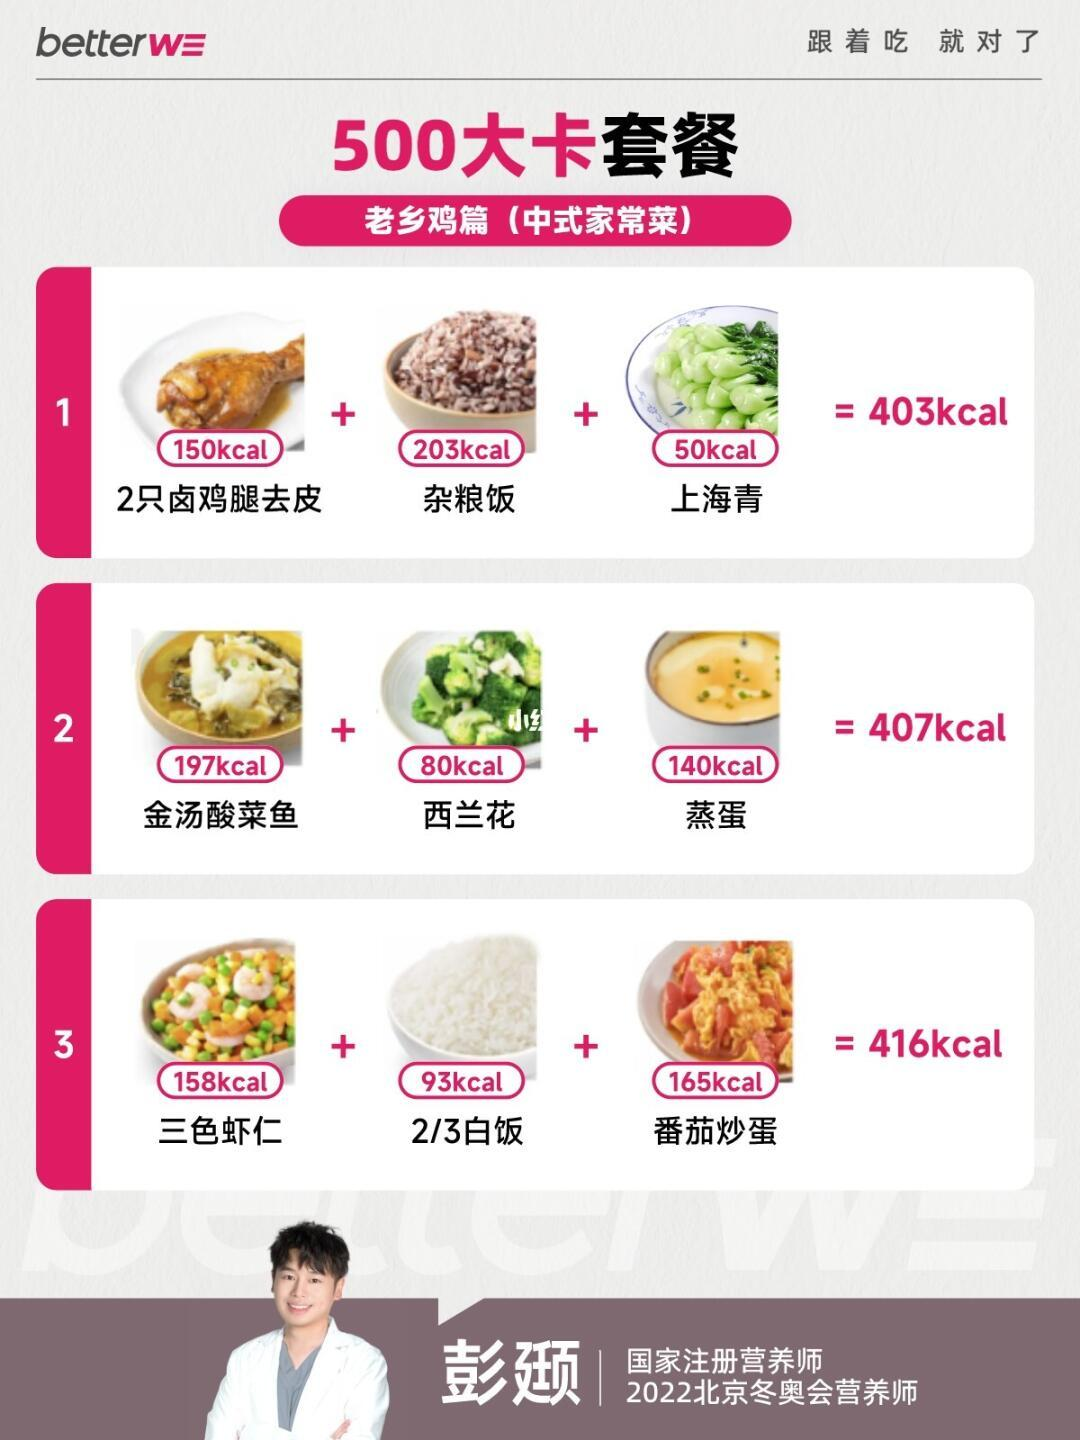 betterWE
跟着吃 就对了
500大卡套餐
老乡鸡篇（中式家常菜）
1
150kcal
+
203kcal
+
50kcal
= 403kcal
2只卤鸡腿去皮
杂粮饭
上海青
2
197kcal
+
80kcal
+
140kcal
= 407kcal
金汤酸菜鱼
西兰花
蒸蛋
小红
3
158kcal
+
93kcal
+
165kcal
= 416kcal
三色虾仁
2/3白饭
番茄炒蛋
betterWE
彭颋
国家注册营养师
2022北京冬奥会营养师